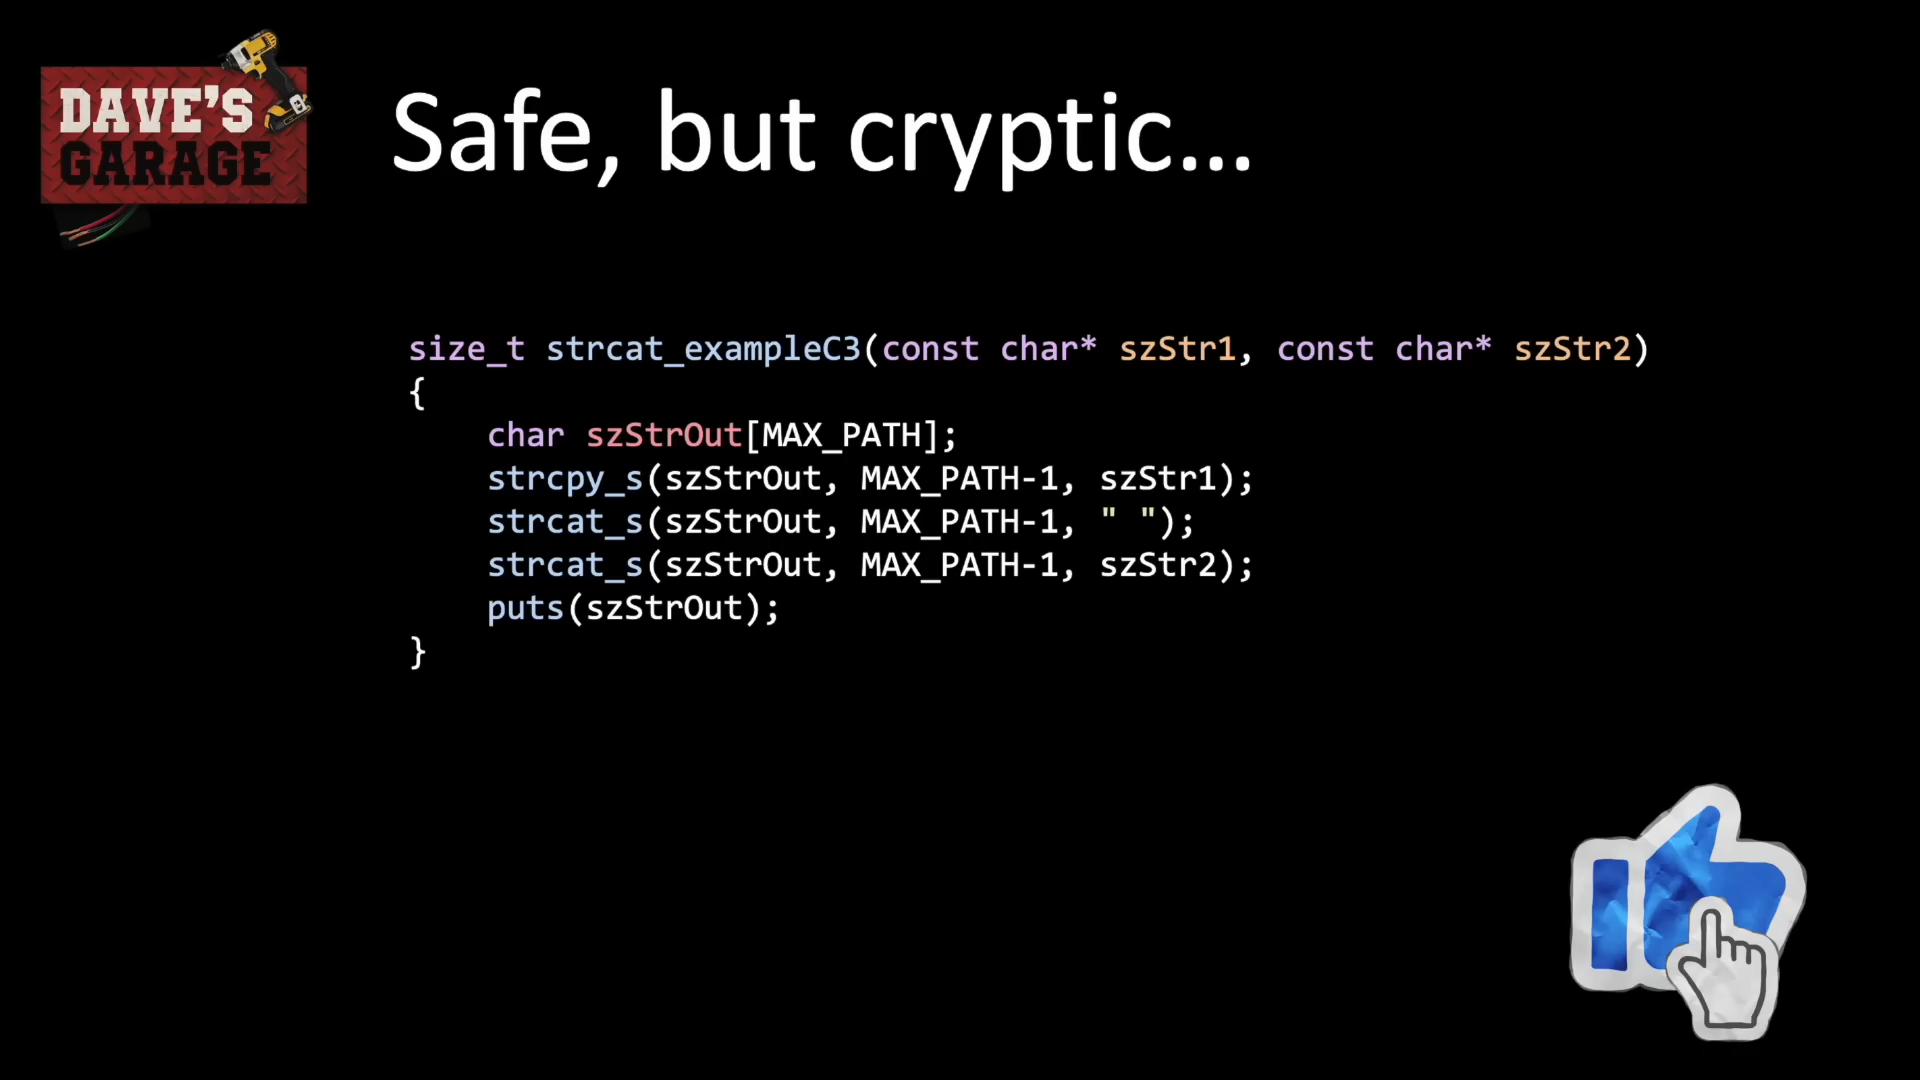 DAVE'S
GARAGE
Safe, but cryptic...
size_t strcat_exampleC3(const char* szStr1, const char* szStr2)
{
    char szStrOut[MAX_PATH];
    strcpy_s(szStrOut, MAX_PATH-1, szStr1);
    strcat_s(szStrOut, MAX_PATH-1, " ");
    strcat_s(szStrOut, MAX_PATH-1, szStr2);
    puts(szStrOut);
}